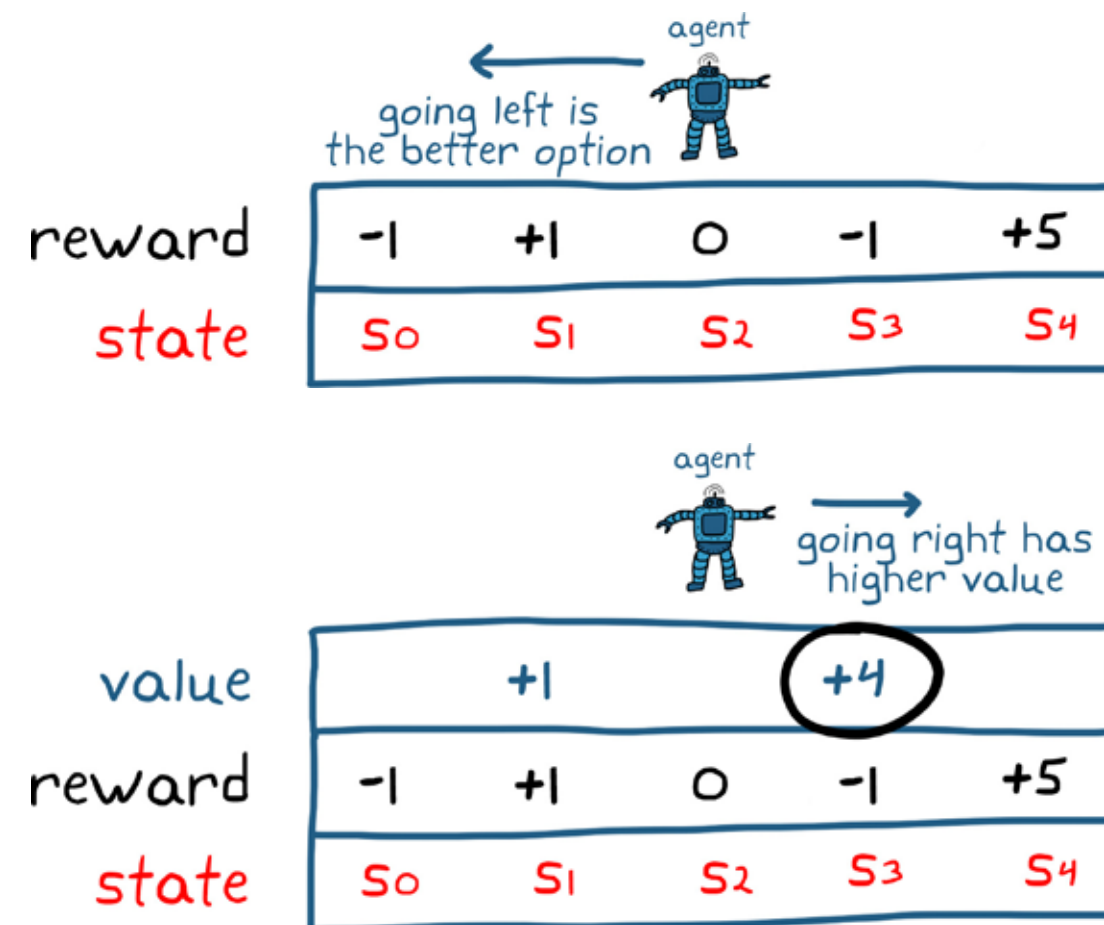 agent
going left is
the better option
reward -1 +1 0 -1 +5
state S0 S1 S2 S3 S4
agent
going right has
higher value
value +1 +4
reward -1 +1 0 -1 +5
state S0 S1 S2 S3 S4